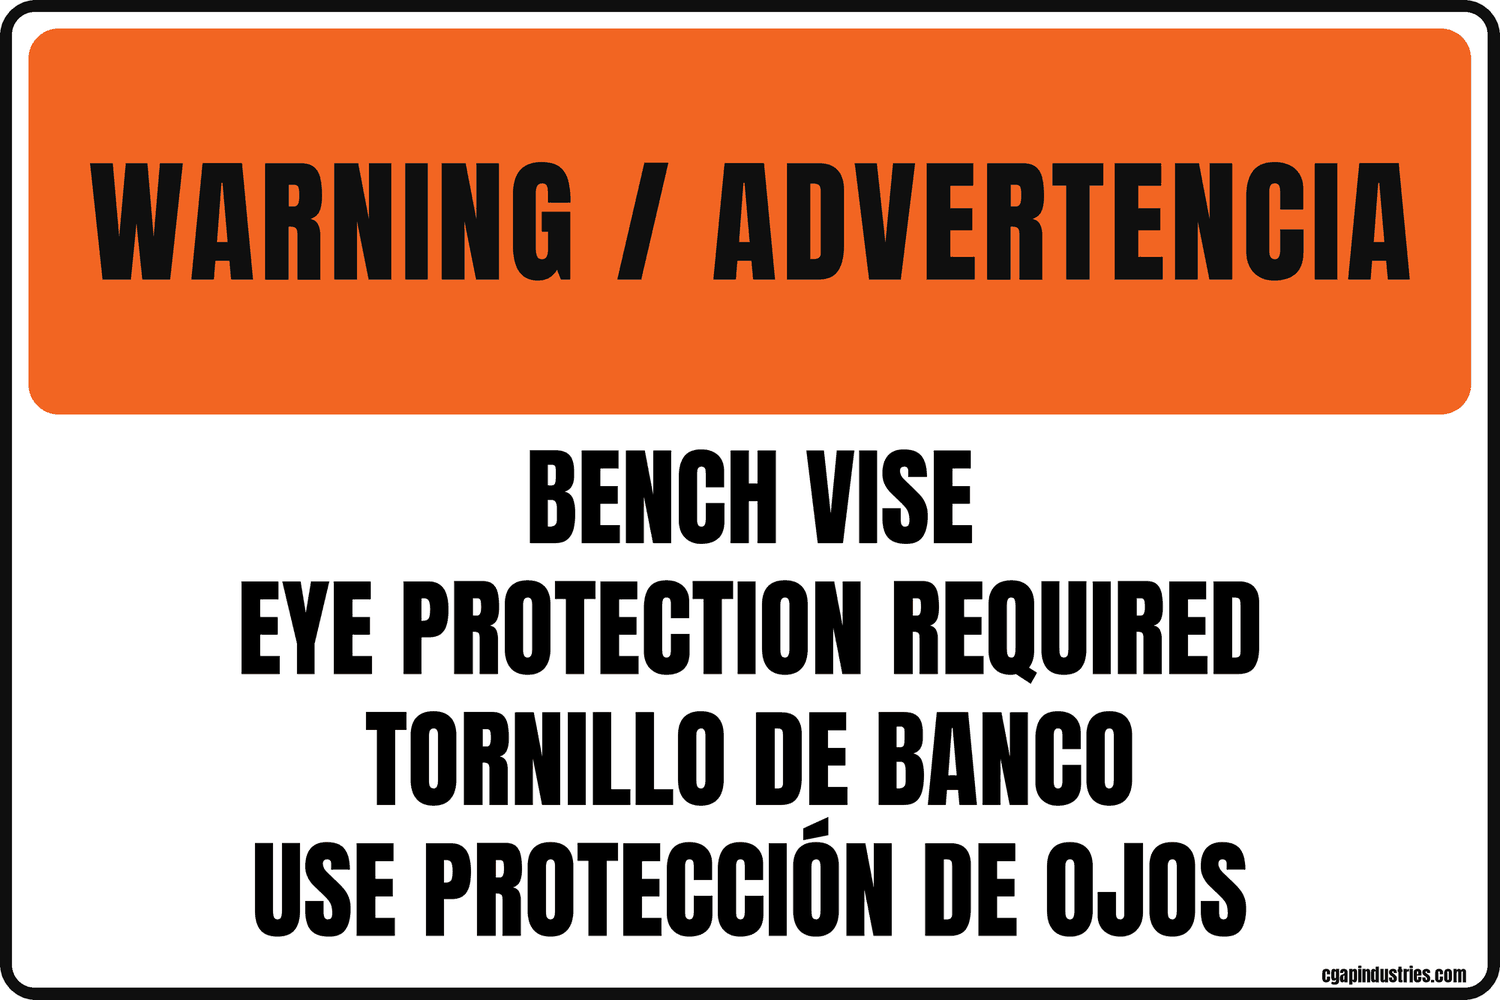 WARNING / ADVERTENCIA
BENCH VISE
EYE PROTECTION REQUIRED
TORNILLO DE BANCO
USE PROTECCIÓN DE OJOS
cgapindustries.com